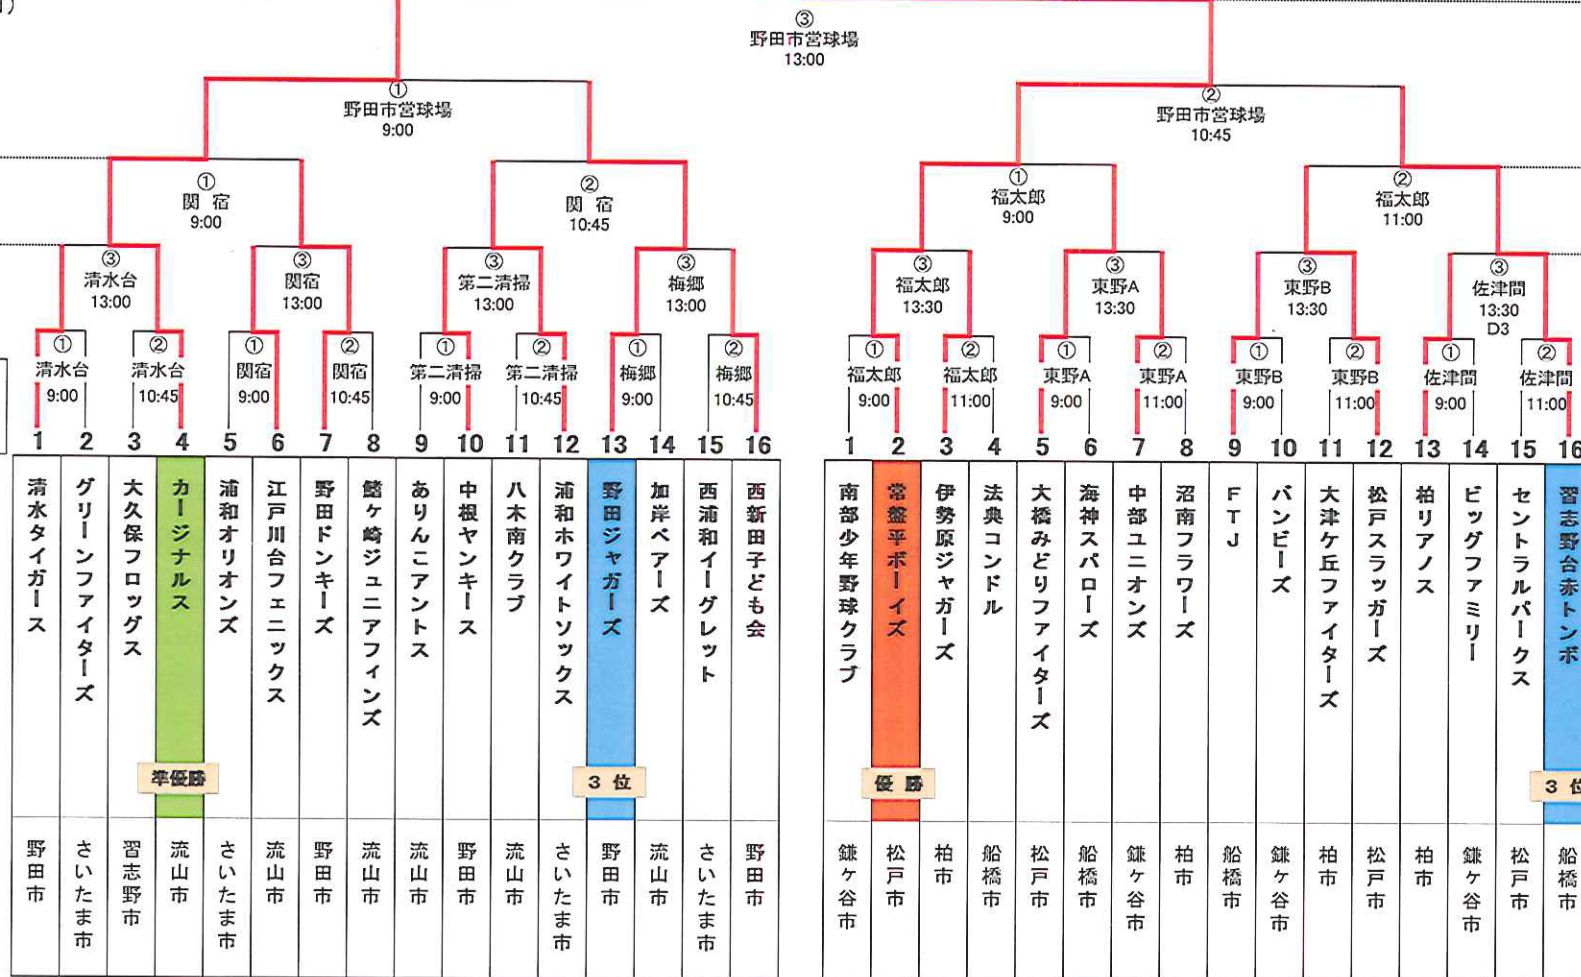 ③
野田市営球場
13:00
①
野田市営球場
9:00
②
野田市営球場
10:45
①
関 宿
9:00
②
関 宿
10:45
①
福太郎
9:00
②
福太郎
11:00
③
清水台
13:00
③
関宿
13:00
③
第二清掃
13:00
③
梅郷
13:00
③
福太郎
13:30
③
東野A
13:30
③
東野B
13:30
③
佐津間
13:30
D3
①
清水台
9:00
②
清水台
10:45
①
関宿
9:00
②
関宿
10:45
①
第二清掃
9:00
②
第二清掃
10:45
①
梅郷
9:00
②
梅郷
10:45
①
福太郎
9:00
②
福太郎
11:00
①
東野A
9:00
②
東野A
11:00
①
東野B
9:00
②
東野B
11:00
①
佐津間
9:00
②
佐津間
11:00
1 2 3 4 5 6 7 8 9 10 11 12 13 14 15 16
清水タイガース
グリーンファイターズ
大久保フロッグス
カージナルス
浦和オリオンズ
江戸川台フェニックス
野田ドンキーズ
鰭ヶ崎ジュニアフィンズ
ありんこアントス
中根ヤンキース
八木南クラブ
浦和ホワイトソックス
野田ジャガーズ
加岸ベアーズ
西浦和イーグレット
西新田子ども会
準優勝
3 位
野田市
さいたま市
習志野市
流山市
さいたま市
流山市
野田市
流山市
流山市
野田市
流山市
さいたま市
野田市
流山市
さいたま市
野田市
1 2 3 4 5 6 7 8 9 10 11 12 13 14 15 16
南部少年野球クラブ
常盤平ボーイズ
伊勢原ジャガーズ
法典コンドル
大橋みどりファイターズ
海神スパローズ
中部ユニオンズ
沼南フラワーズ
FTJ
バンビーズ
大津ケ丘ファイターズ
松戸スラッガーズ
柏リアノス
ビッグファミリー
セントラルパークス
習志野台赤トンボ
優勝
3 位
鎌ヶ谷市
松戸市
柏市
船橋市
松戸市
船橋市
鎌ケ谷市
柏市
船橋市
鎌ケ谷市
柏市
松戸市
柏市
鎌ケ谷市
松戸市
船橋市